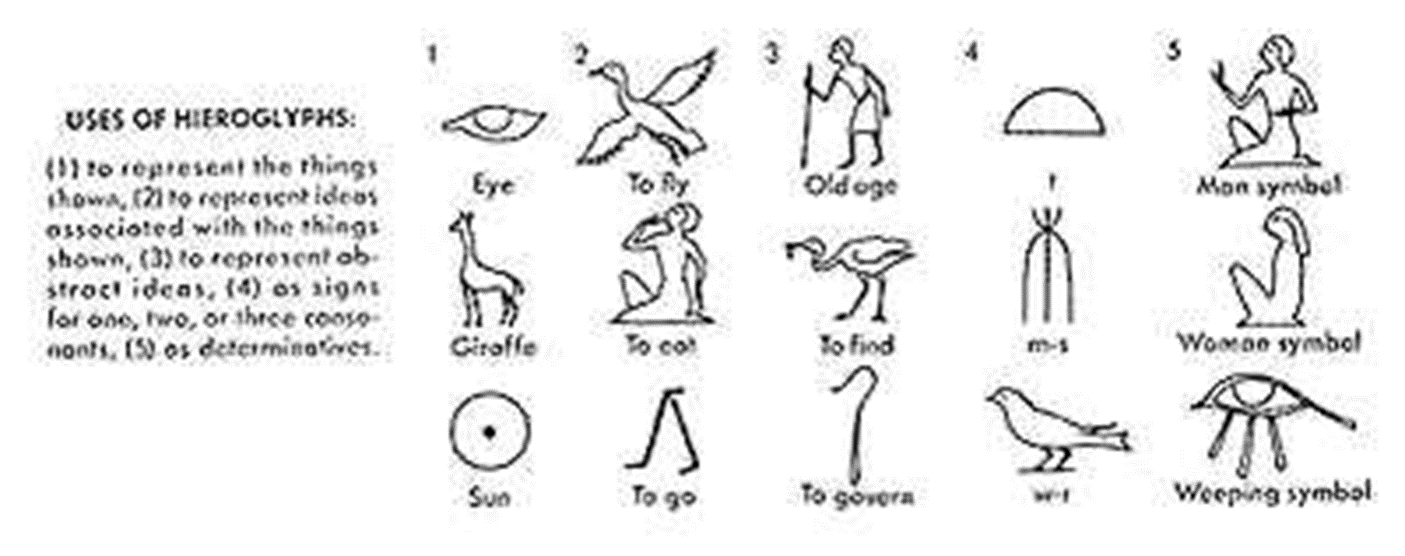 USES OF HIEROGLYPHS:
(1) to represent the things
shown, (2) to represent ideas
associated with the things
shown, (3) to represent ab-
stract ideas, (4) as signs
for one, two, or three conso-
nants, (5) as determinatives.
1 2 3 4 5
Eye To fly Old age t Man symbol
Giraffe To eat To find m-s Woman symbol
Sun To go To govern w-r Weeping symbol